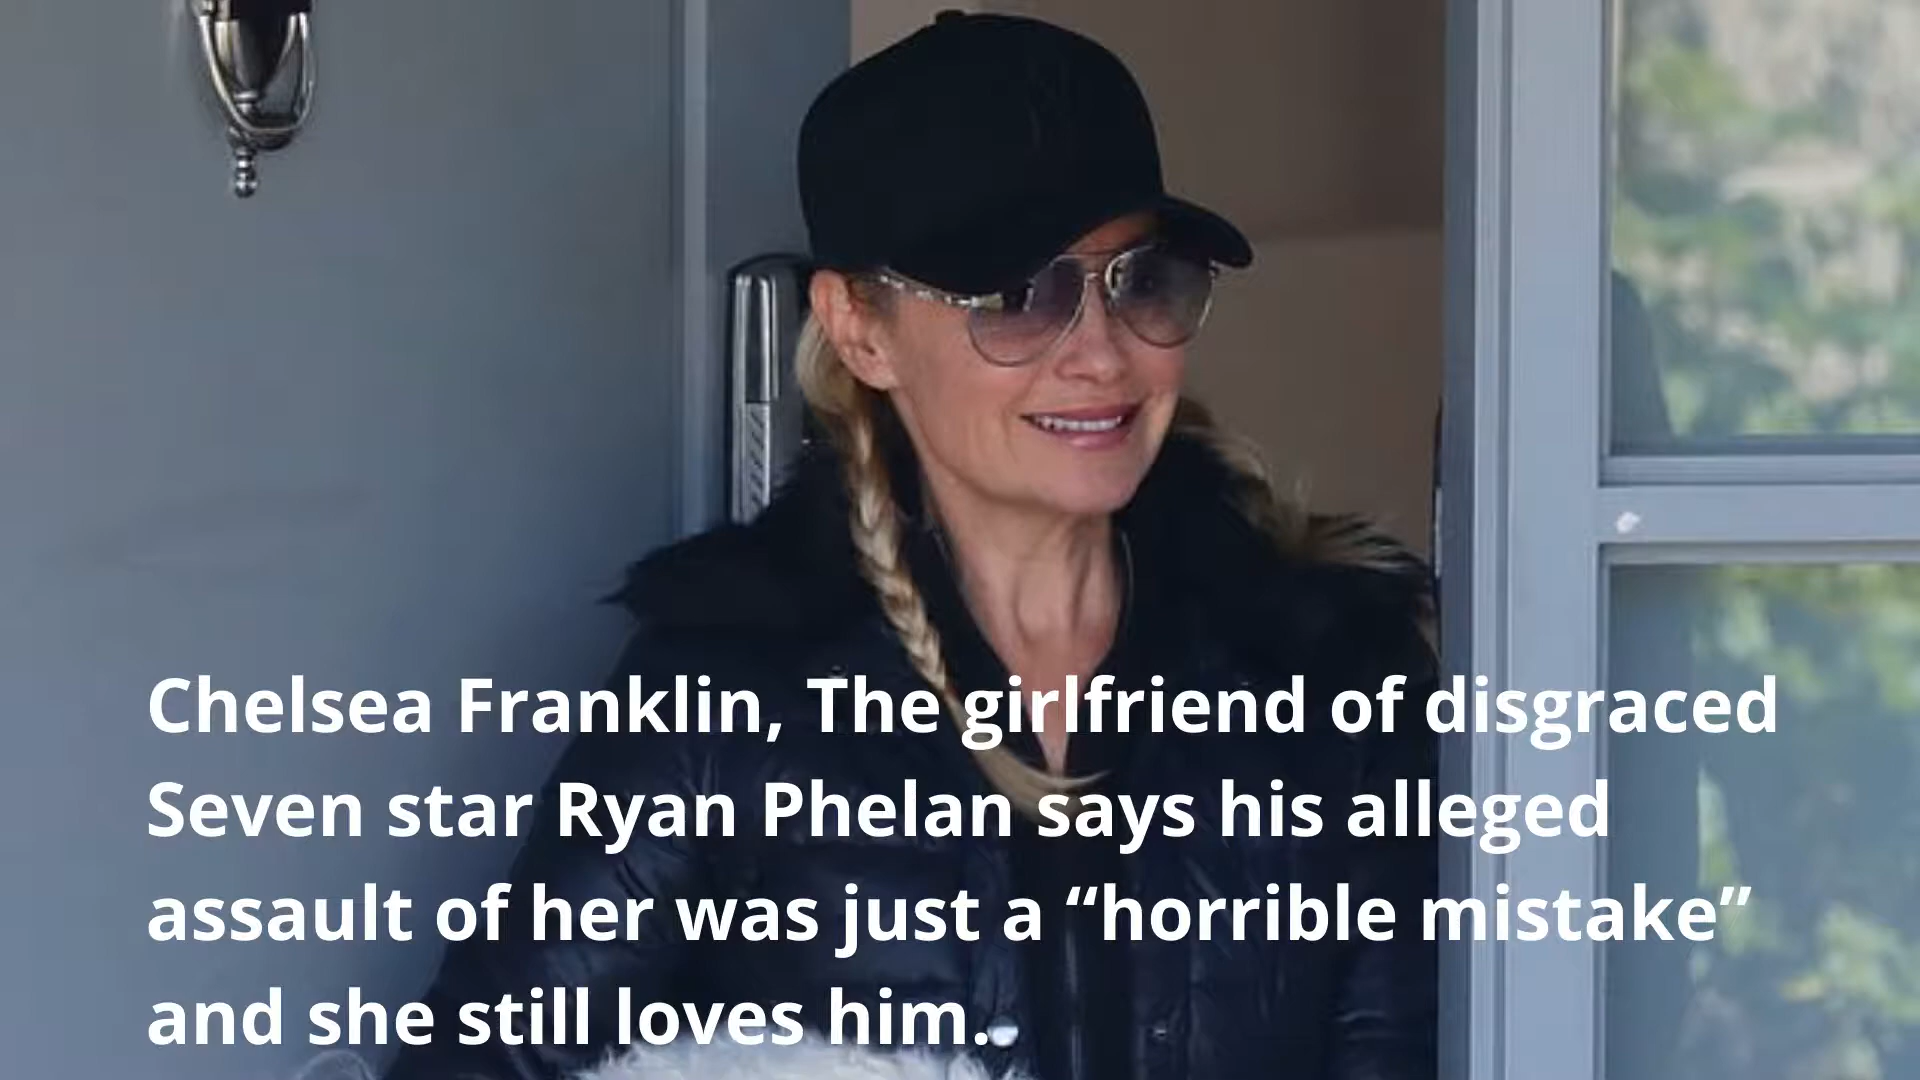 Chelsea Franklin, The girlfriend of disgraced
Seven star Ryan Phelan says his alleged
assault of her was just a “horrible mistake”
and she still loves him.